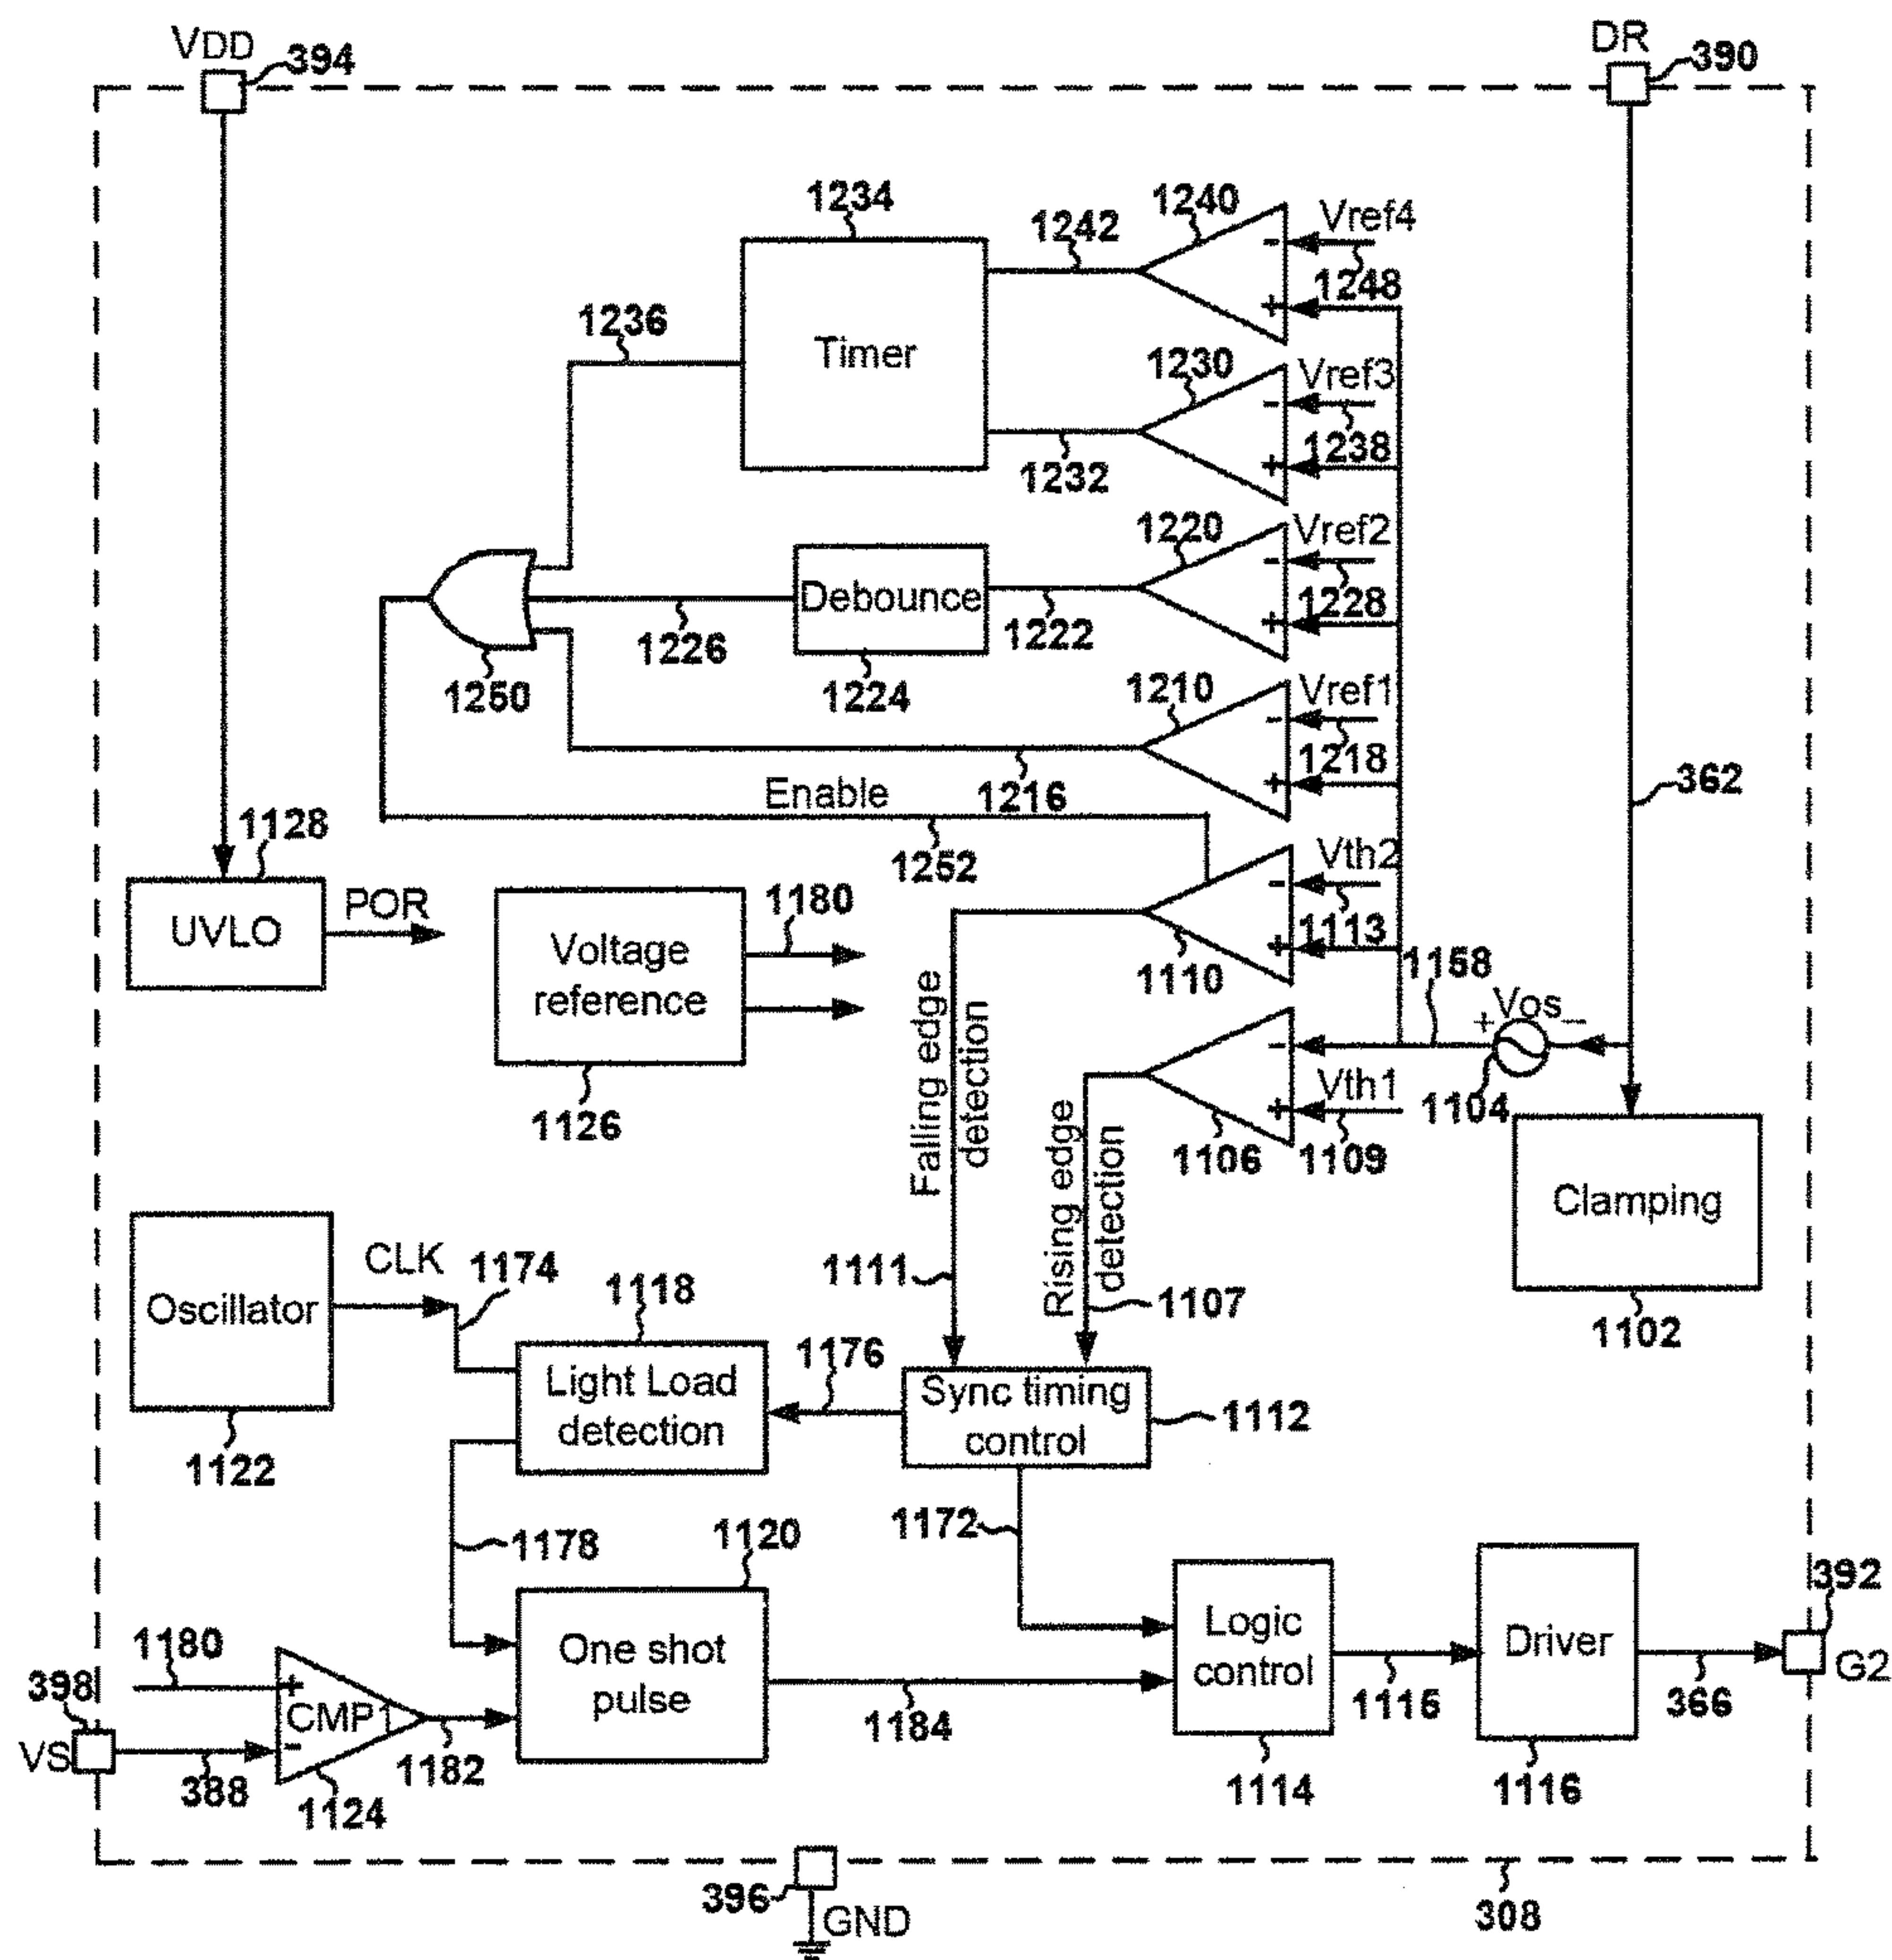 VDD
394
DR
390
1234
1240
Vref4
1242
1248
-
+
1236
Timer
1230
Vref3
1238
-
+
1232
1220
Vref2
-
+
1228
Debounce
1222
1226
1224
1250
1210
Vref1
-
+
1218
1216
362
Enable
1252
1128
UVLO
POR
Voltage
reference
1180
1126
Vth2
-
+
1113
1110
1158
+ Vos -
1104
-
+
Vth1
1106
1109
Falling edge
detection
Rising edge
detection
Clamping
1102
1111
1107
Oscillator
CLK
1174
1122
1118
Light Load
detection
1176
Sync timing
control
1112
1178
1120
1172
One shot
pulse
1180
398
VS
+
CMP1
-
388
1124
1182
1184
Logic
control
1114
1115
Driver
1116
366
392
G2
396
GND
308